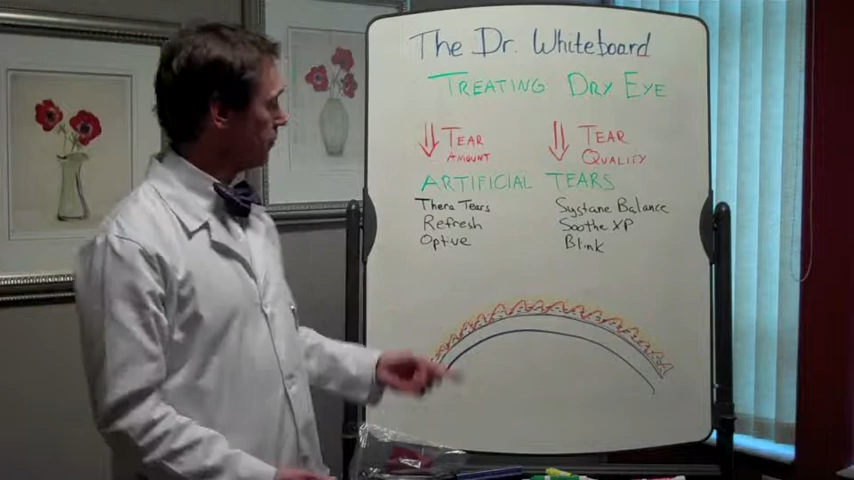 The Dr. Whiteboard
TREATING DRY EYE
↓ TEAR AMOUNT
↓ TEAR QUALITY
ARTIFICIAL TEARS
Thera Tears
Refresh
Optive
Systane Balance
Soothe XP
Blink